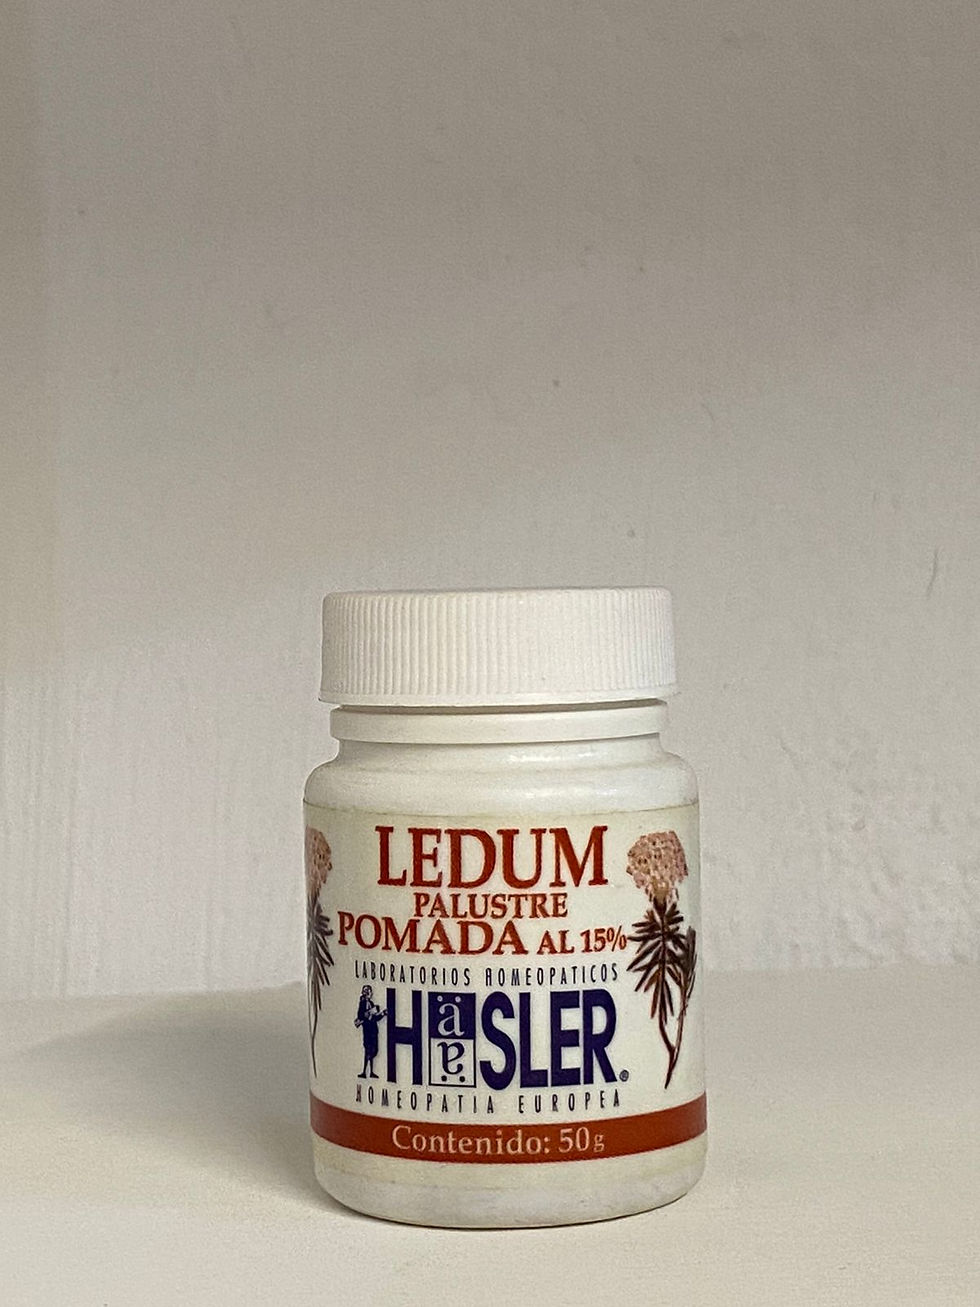 LEDUM
PALUSTRE
POMADA AL 15%
LABORATORIOS HOMEOPATICOS
HäSLER®
HOMEOPATIA EUROPEA
Contenido: 50g